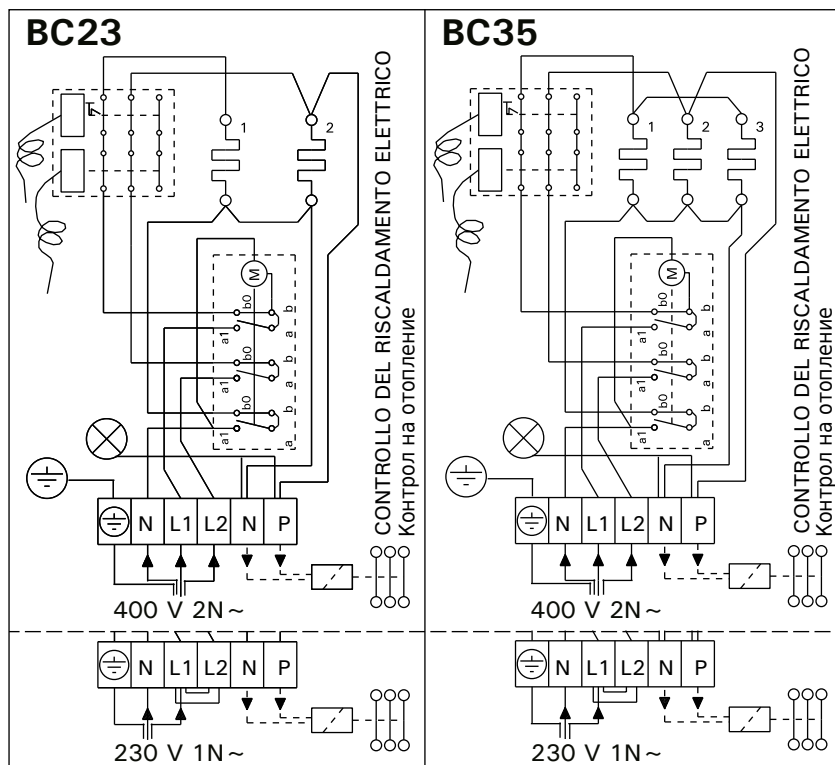 BC23
1
2
M
b0
b
a1
a
b0
b
a1
a
b0
b
a1
a
N L1 L2 N P
400 V 2N~
N L1 L2 N P
230 V 1N~
CONTROLLO DEL RISCALDAMENTO ELETTRICO
Контрол на отопление
BC35
1
2
3
M
b0
b
a1
a
b0
b
a1
a
b0
b
a1
a
N L1 L2 N P
400 V 2N~
N L1 L2 N P
230 V 1N~
CONTROLLO DEL RISCALDAMENTO ELETTRICO
Контрол на отопление